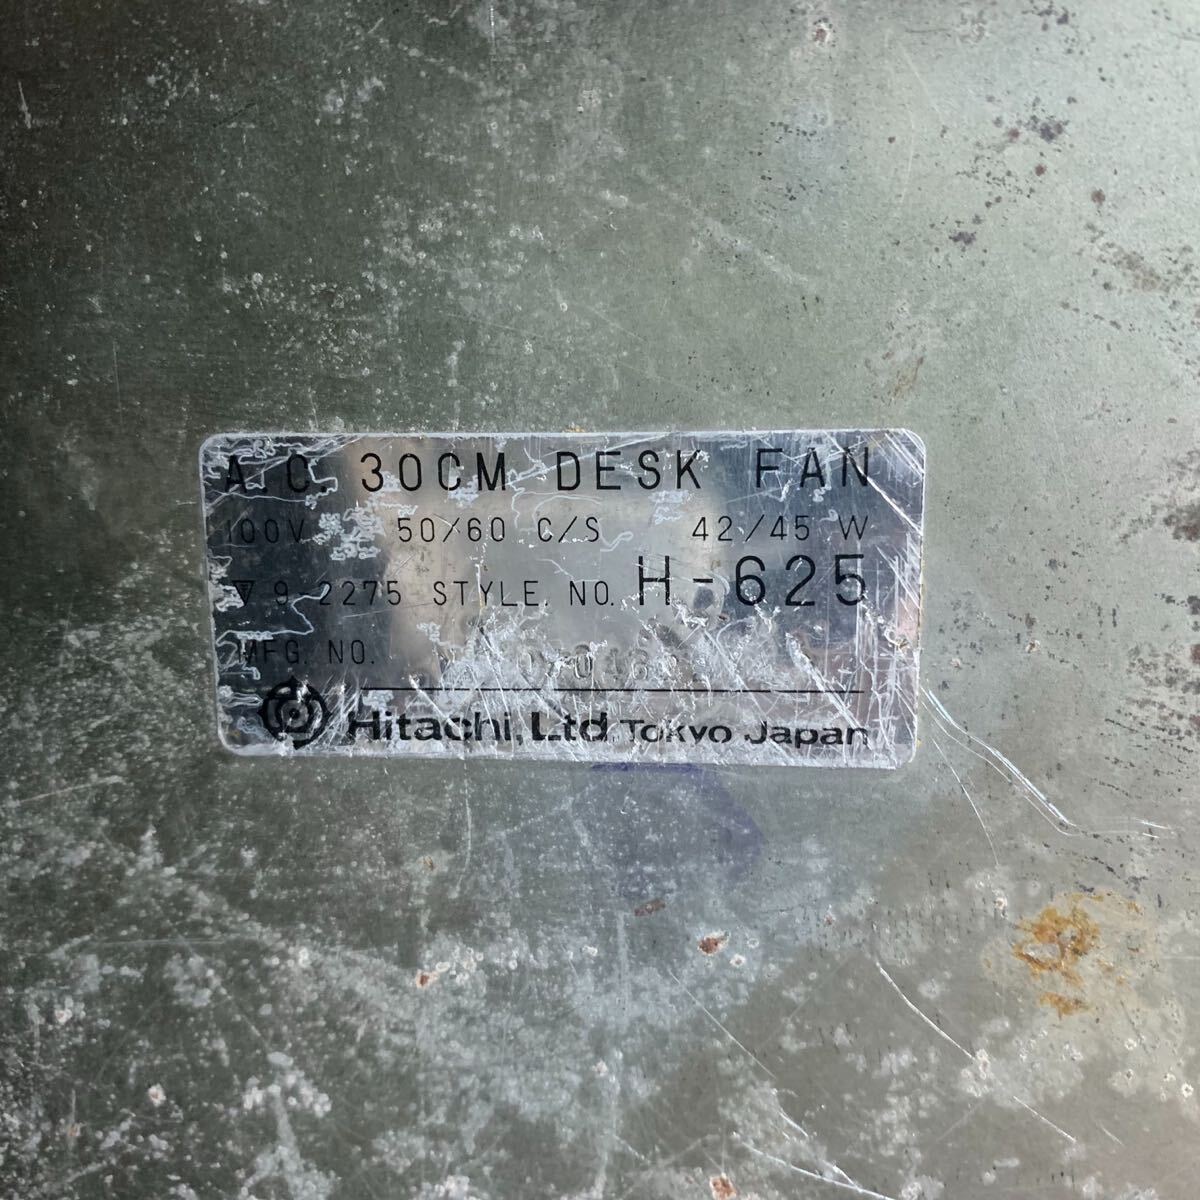 A.C. 30CM DESK FAN
100V 50/60 C/S 42/45 W
▽ 9-2275 STYLE. NO. H-625
MFG. NO.
Hitachi, Ltd. Tokyo Japan